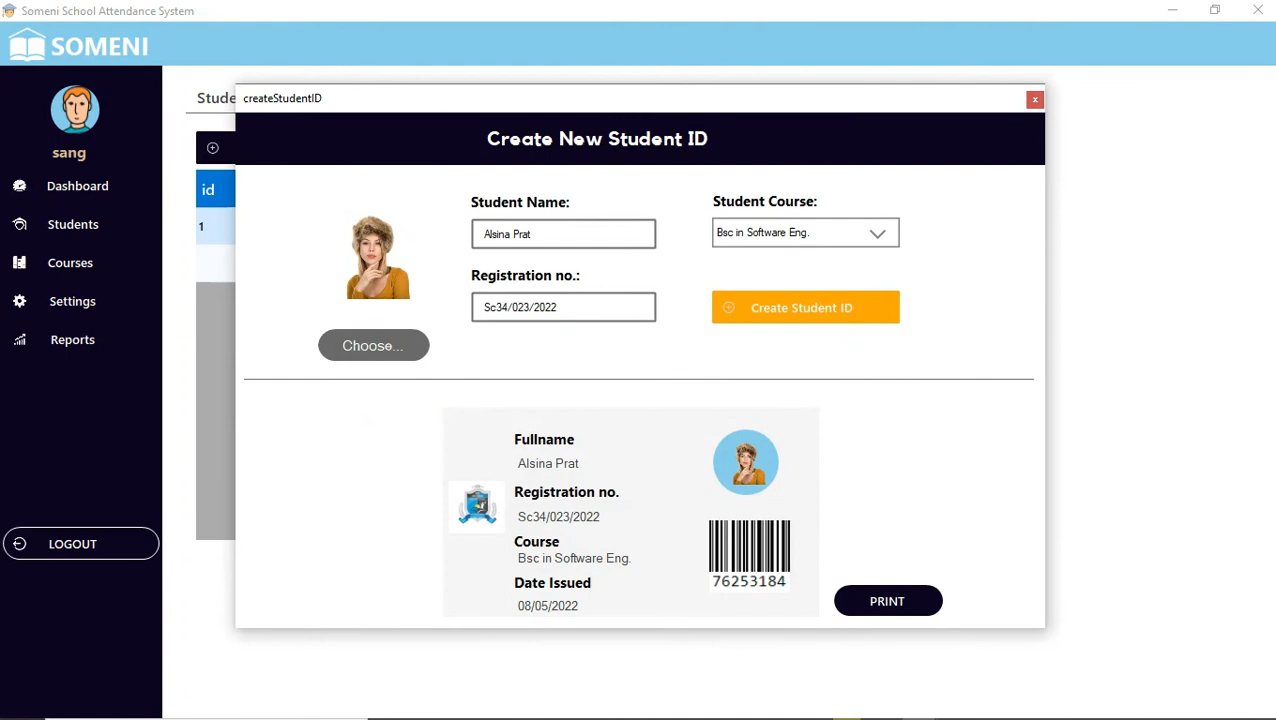 Someni School Attendance System
SOMENI
sang
Dashboard
Students
Courses
Settings
Reports
LOGOUT
Stude
id
1
createStudentID
x
Create New Student ID
Choose...
Student Name:
Alsina Prat
Registration no.:
Sc34/023/2022
Student Course:
Bsc in Software Eng.
Create Student ID
Fullname
Alsina Prat
Registration no.
Sc34/023/2022
Course
Bsc in Software Eng.
Date Issued
08/05/2022
76253184
PRINT